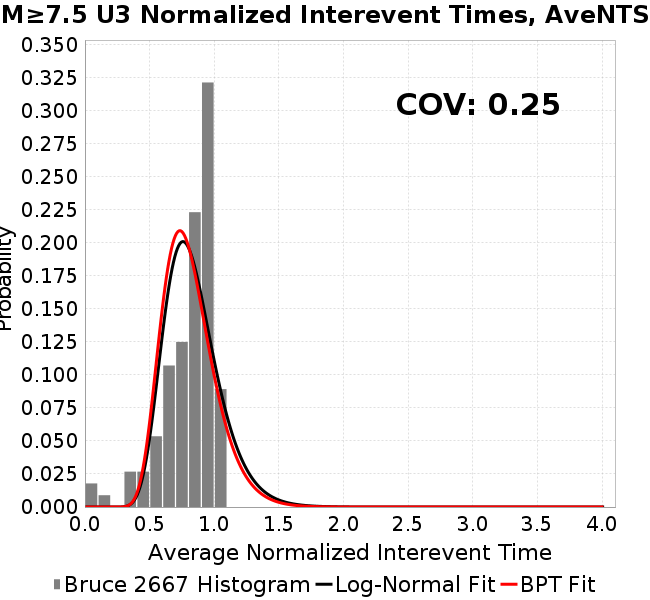 M≥7.5 U3 Normalized Interevent Times, AveNTS
COV: 0.25
Probability
0.350
0.325
0.300
0.275
0.250
0.225
0.200
0.175
0.150
0.125
0.100
0.075
0.050
0.025
0.000
0.0 0.5 1.0 1.5 2.0 2.5 3.0 3.5 4.0
Average Normalized Interevent Time
Bruce 2667 Histogram Log-Normal Fit BPT Fit